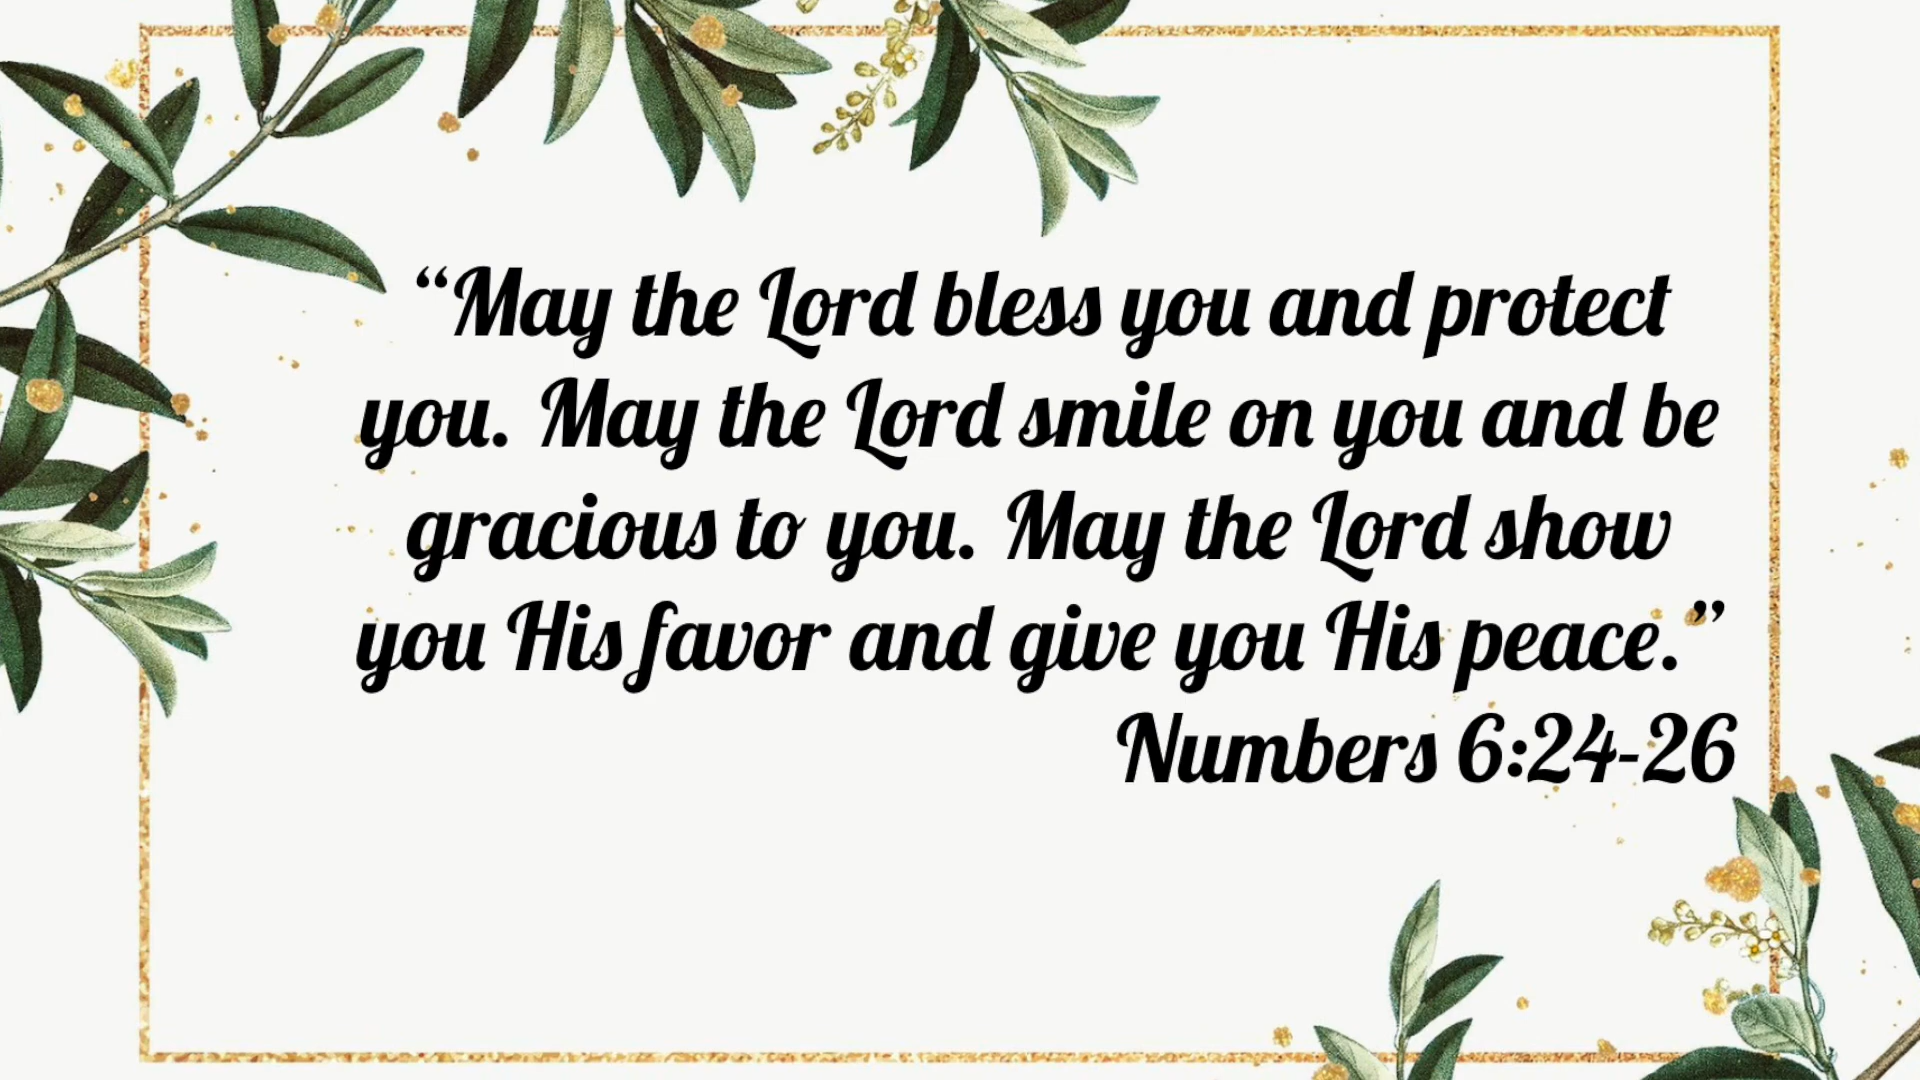 “May the Lord bless you and protect
you. May the Lord smile on you and be
gracious to you. May the Lord show
you His favor and give you His peace.”
Numbers 6:24-26